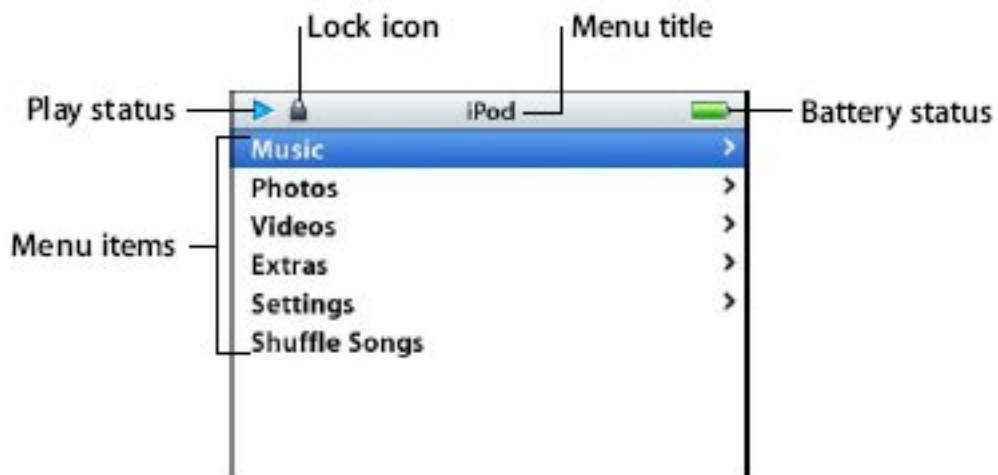 Lock icon
Menu title
Play status
iPod
Battery status
Music
Photos
Videos
Menu items
Extras
Settings
Shuffle Songs